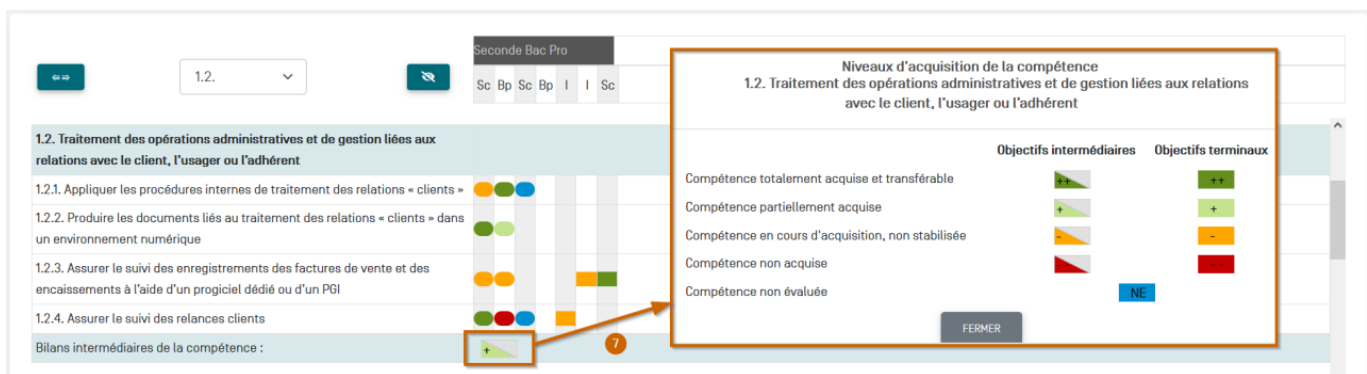 Seconde Bac Pro
⇐⇒
1.2.
Sc Bp Sc Bp I I Sc
1.2. Traitement des opérations administratives et de gestion liées aux
relations avec le client, l'usager ou l'adhérent
1.2.1. Appliquer les procédures internes de traitement des relations « clients »
1.2.2. Produire les documents liés au traitement des relations « clients » dans
un environnement numérique
1.2.3. Assurer le suivi des enregistrements des factures de vente et des
encaissements à l'aide d'un progiciel dédié ou d'un PGI
1.2.4. Assurer le suivi des relances clients
Bilans intermédiaires de la compétence :
+
7
Niveaux d'acquisition de la compétence
1.2. Traitement des opérations administratives et de gestion liées aux relations
avec le client, l'usager ou l'adhérent
Objectifs intermédiaires Objectifs terminaux
Compétence totalement acquise et transférable ++ ++
Compétence partiellement acquise + +
Compétence en cours d'acquisition, non stabilisée - -
Compétence non acquise - -
Compétence non évaluée NE
FERMER